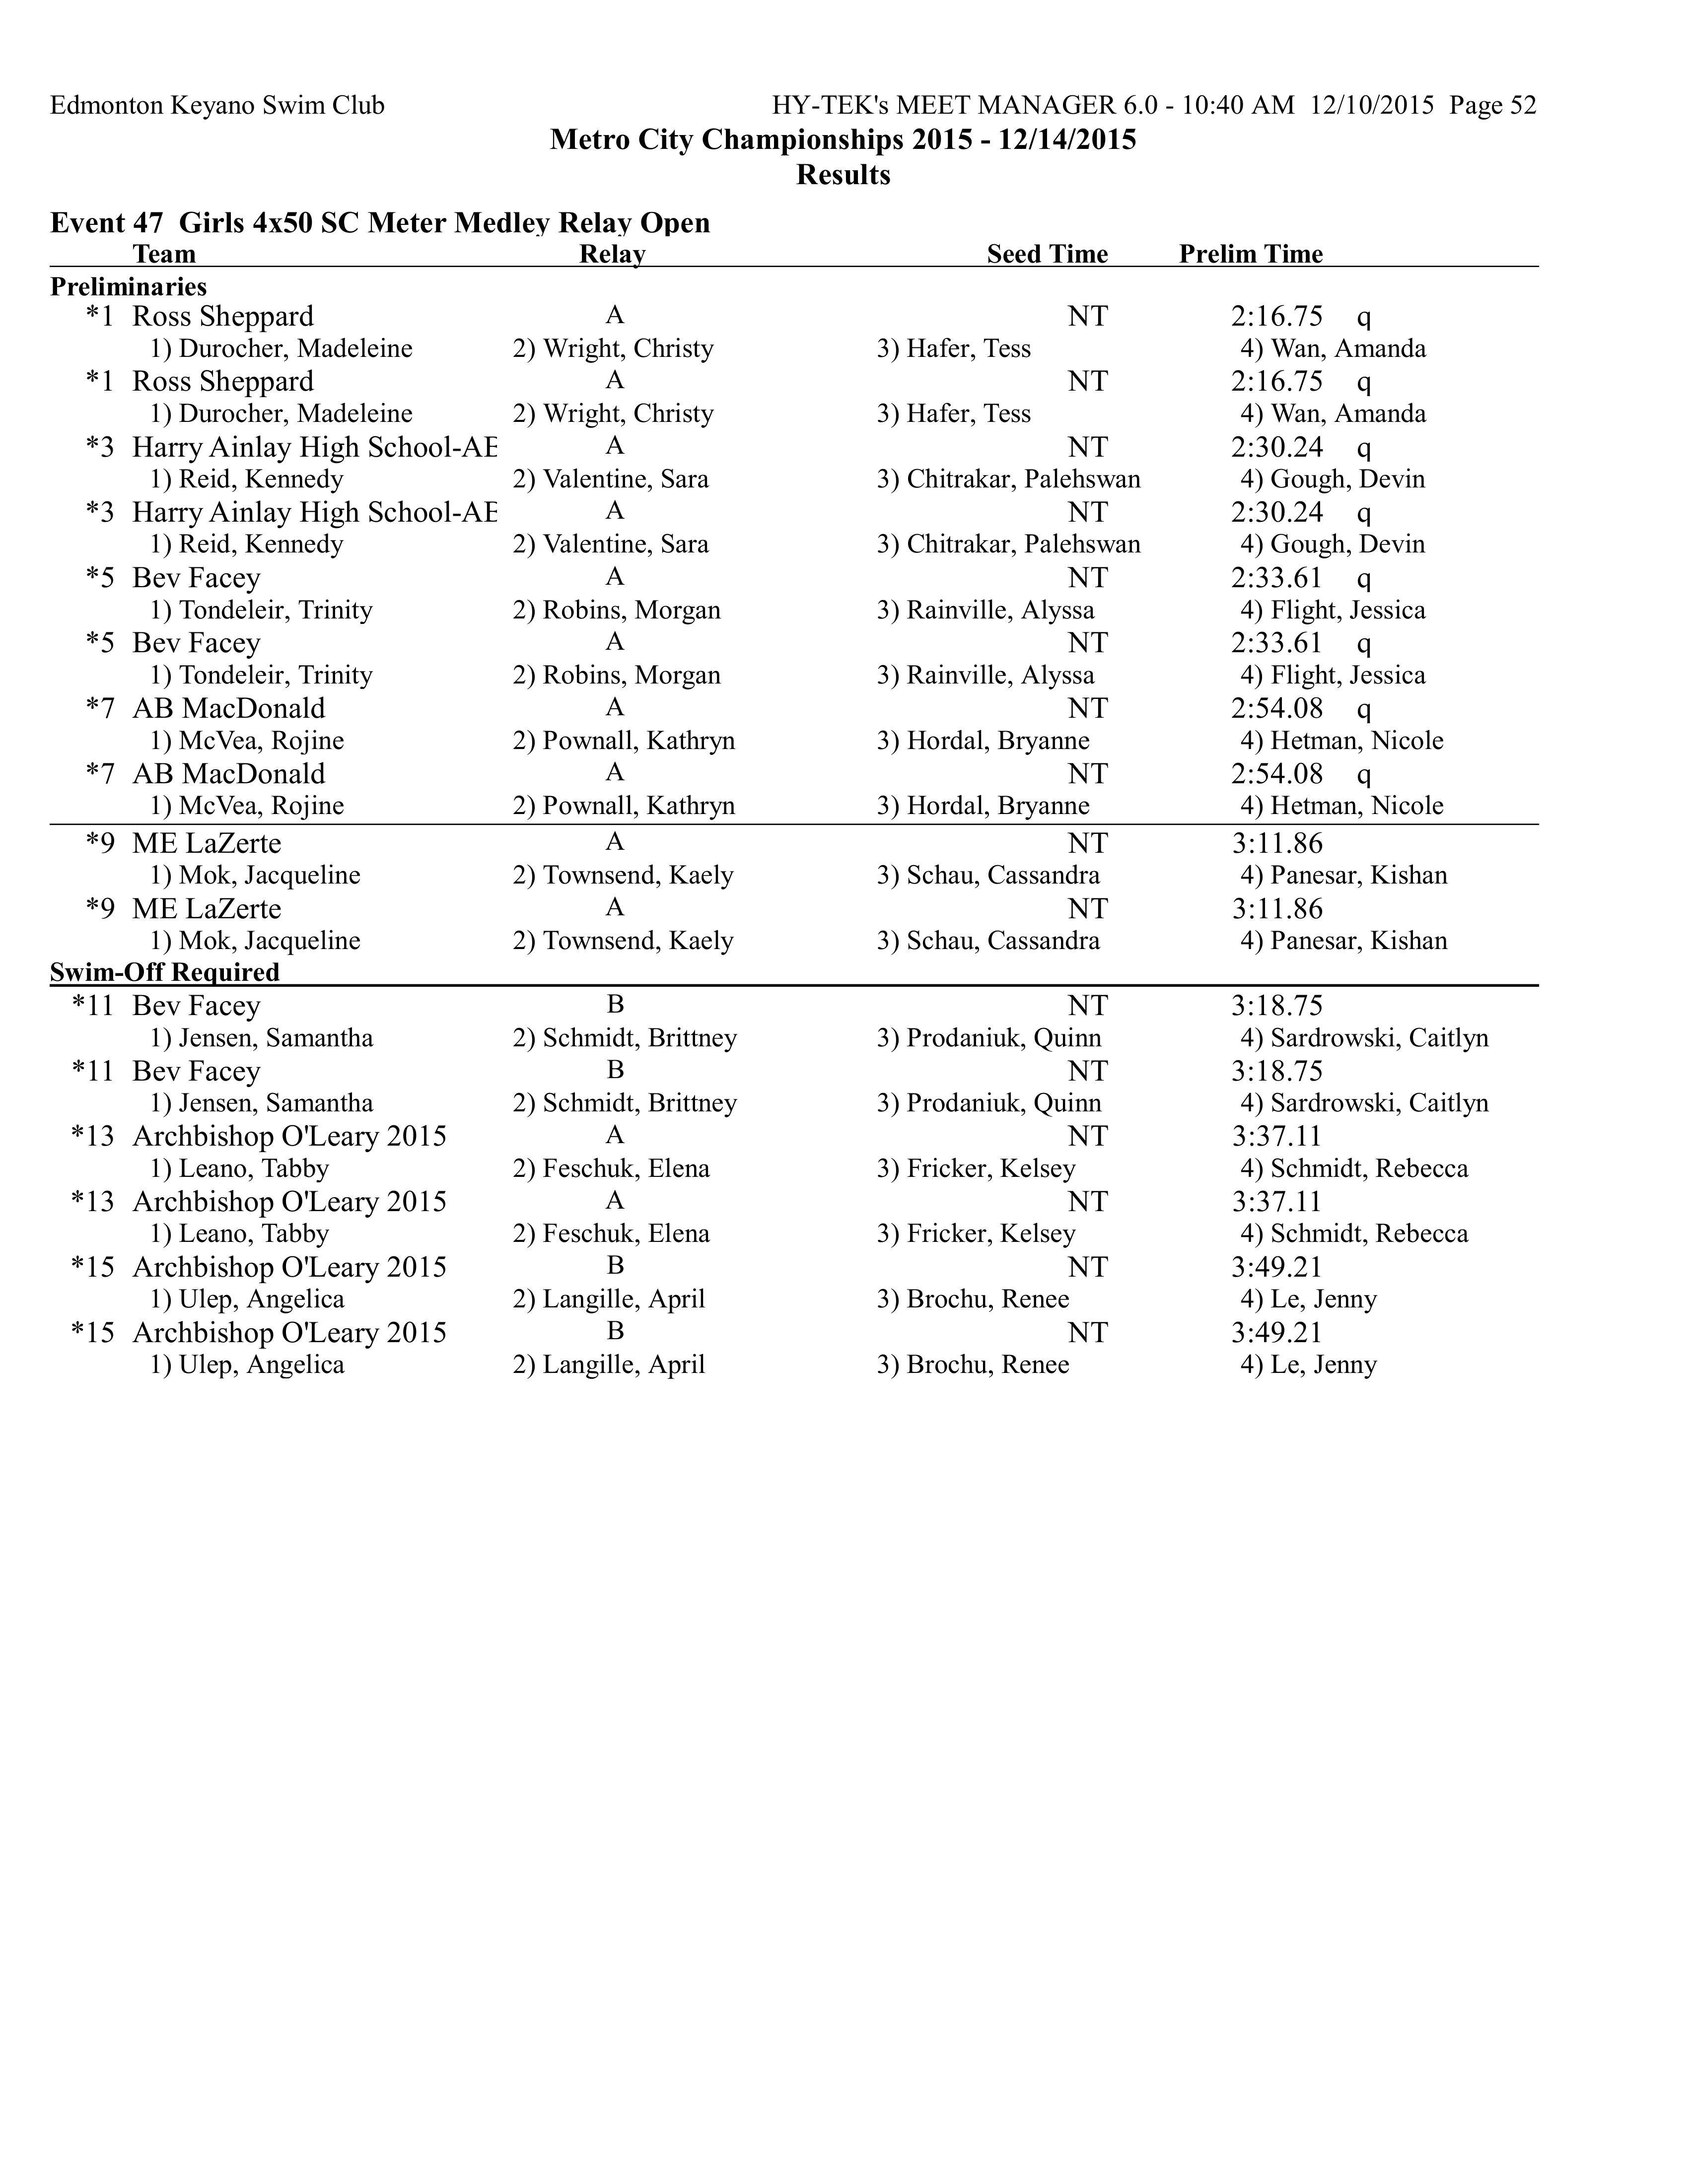 Edmonton Keyano Swim Club HY-TEK's MEET MANAGER 6.0 - 10:40 AM 12/10/2015 Page 52
Metro City Championships 2015 - 12/14/2015
Results
Event 47 Girls 4x50 SC Meter Medley Relay Open
Team Relay Seed Time Prelim Time
Preliminaries
*1 Ross Sheppard A NT 2:16.75 q
1) Durocher, Madeleine 2) Wright, Christy 3) Hafer, Tess 4) Wan, Amanda
*1 Ross Sheppard A NT 2:16.75 q
1) Durocher, Madeleine 2) Wright, Christy 3) Hafer, Tess 4) Wan, Amanda
*3 Harry Ainlay High School-AB A NT 2:30.24 q
1) Reid, Kennedy 2) Valentine, Sara 3) Chitrakar, Palehswan 4) Gough, Devin
*3 Harry Ainlay High School-AB A NT 2:30.24 q
1) Reid, Kennedy 2) Valentine, Sara 3) Chitrakar, Palehswan 4) Gough, Devin
*5 Bev Facey A NT 2:33.61 q
1) Tondeleir, Trinity 2) Robins, Morgan 3) Rainville, Alyssa 4) Flight, Jessica
*5 Bev Facey A NT 2:33.61 q
1) Tondeleir, Trinity 2) Robins, Morgan 3) Rainville, Alyssa 4) Flight, Jessica
*7 AB MacDonald A NT 2:54.08 q
1) McVea, Rojine 2) Pownall, Kathryn 3) Hordal, Bryanne 4) Hetman, Nicole
*7 AB MacDonald A NT 2:54.08 q
1) McVea, Rojine 2) Pownall, Kathryn 3) Hordal, Bryanne 4) Hetman, Nicole
*9 ME LaZerte A NT 3:11.86
1) Mok, Jacqueline 2) Townsend, Kaely 3) Schau, Cassandra 4) Panesar, Kishan
*9 ME LaZerte A NT 3:11.86
1) Mok, Jacqueline 2) Townsend, Kaely 3) Schau, Cassandra 4) Panesar, Kishan
Swim-Off Required
*11 Bev Facey B NT 3:18.75
1) Jensen, Samantha 2) Schmidt, Brittney 3) Prodaniuk, Quinn 4) Sardrowski, Caitlyn
*11 Bev Facey B NT 3:18.75
1) Jensen, Samantha 2) Schmidt, Brittney 3) Prodaniuk, Quinn 4) Sardrowski, Caitlyn
*13 Archbishop O'Leary 2015 A NT 3:37.11
1) Leano, Tabby 2) Feschuk, Elena 3) Fricker, Kelsey 4) Schmidt, Rebecca
*13 Archbishop O'Leary 2015 A NT 3:37.11
1) Leano, Tabby 2) Feschuk, Elena 3) Fricker, Kelsey 4) Schmidt, Rebecca
*15 Archbishop O'Leary 2015 B NT 3:49.21
1) Ulep, Angelica 2) Langille, April 3) Brochu, Renee 4) Le, Jenny
*15 Archbishop O'Leary 2015 B NT 3:49.21
1) Ulep, Angelica 2) Langille, April 3) Brochu, Renee 4) Le, Jenny